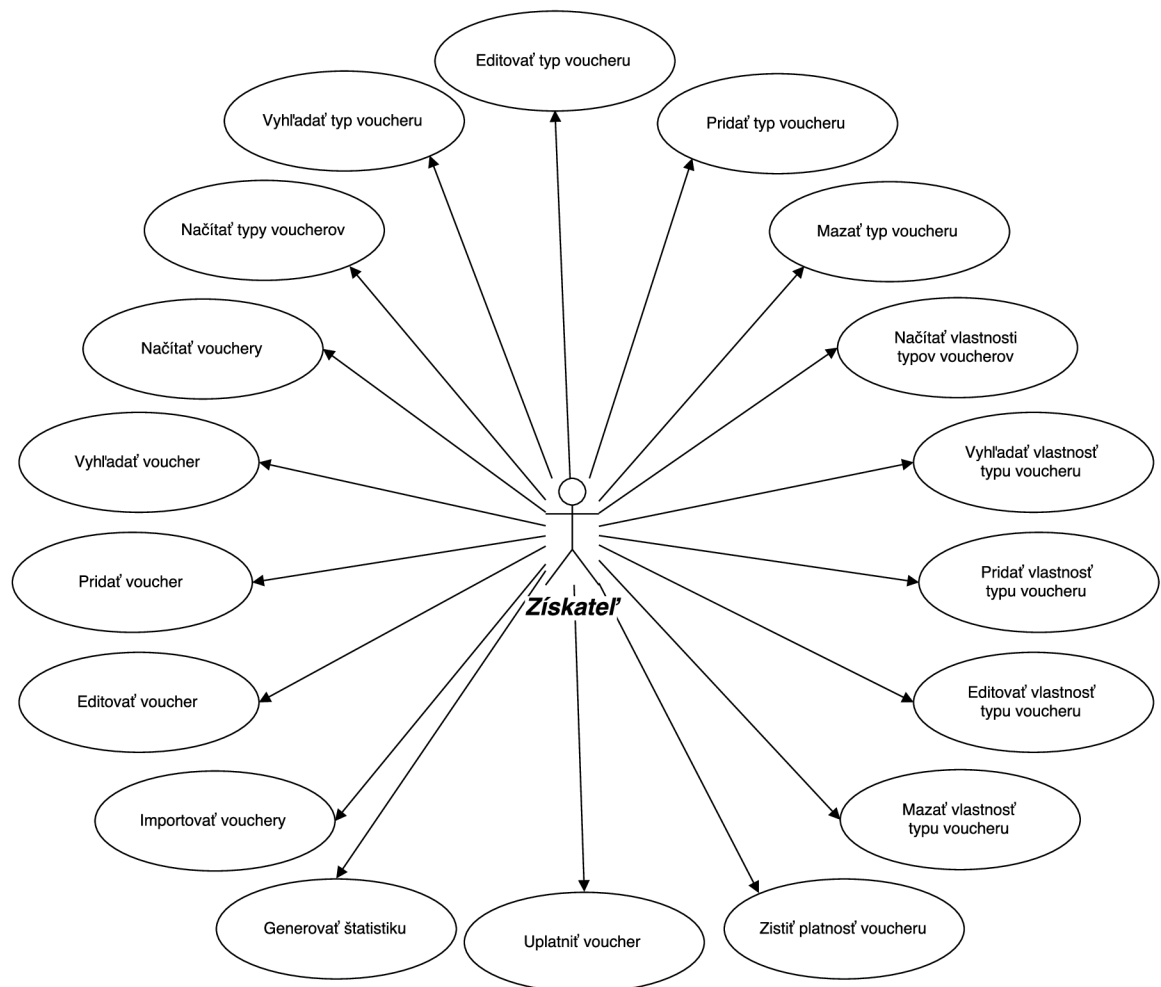 Editovať typ voucheru
Vyhľadať typ voucheru
Pridať typ voucheru
Načítať typy voucherov
Mazať typ voucheru
Načítať vouchery
Načítať vlastnosti
typov voucherov
Vyhľadať voucher
Vyhľadať vlastnosť
typu voucheru
Pridať voucher
Pridať vlastnosť
typu voucheru
Získateľ
Editovať voucher
Editovať vlastnosť
typu voucheru
Importovať vouchery
Mazať vlastnosť
typu voucheru
Generovať štatistiku
Uplatniť voucher
Zistiť platnosť voucheru